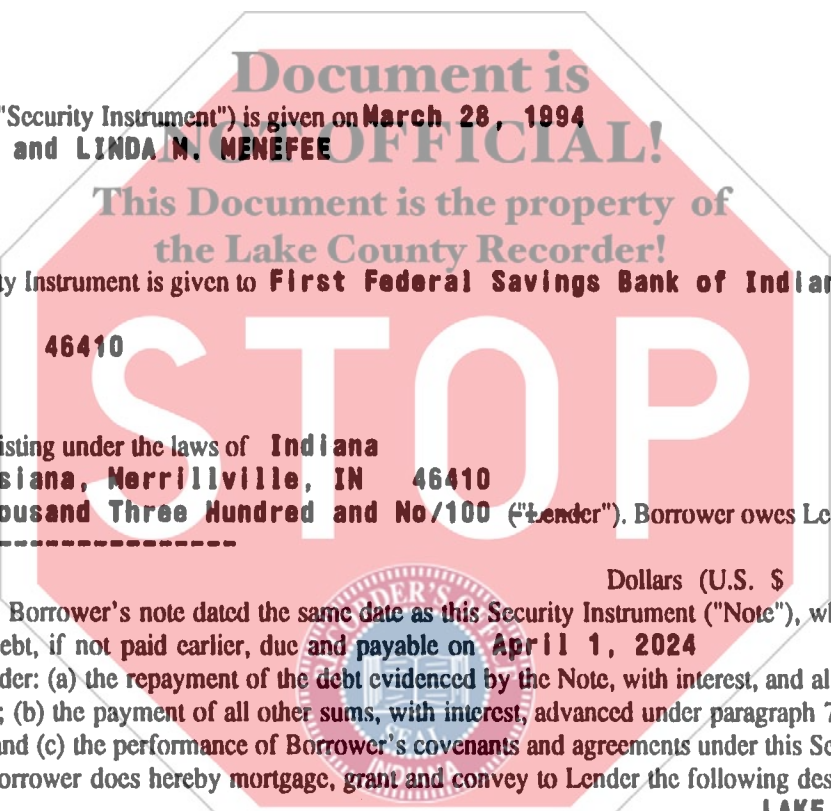 Document is
"Security Instrument") is given on March 28, 1994
NOT OFFICIAL!
and LINDA M. MENEFEE
This Document is the property of
the Lake County Recorder!
ty Instrument is given to First Federal Savings Bank of Indian
46410
STOP
isting under the laws of Indiana
siana, Merrillville, IN 46410
ousand Three Hundred and No/100 ("Lender"). Borrower owes Le
----------------
Dollars (U.S. $
Borrower's note dated the same date as this Security Instrument ("Note"), wh
ebt, if not paid earlier, due and payable on April 1, 2024
der: (a) the repayment of the debt evidenced by the Note, with interest, and al
; (b) the payment of all other sums, with interest, advanced under paragraph 7
and (c) the performance of Borrower's covenants and agreements under this Sec
orrower does hereby mortgage, grant and convey to Lender the following des
LAKE
SEAL
INDIANA